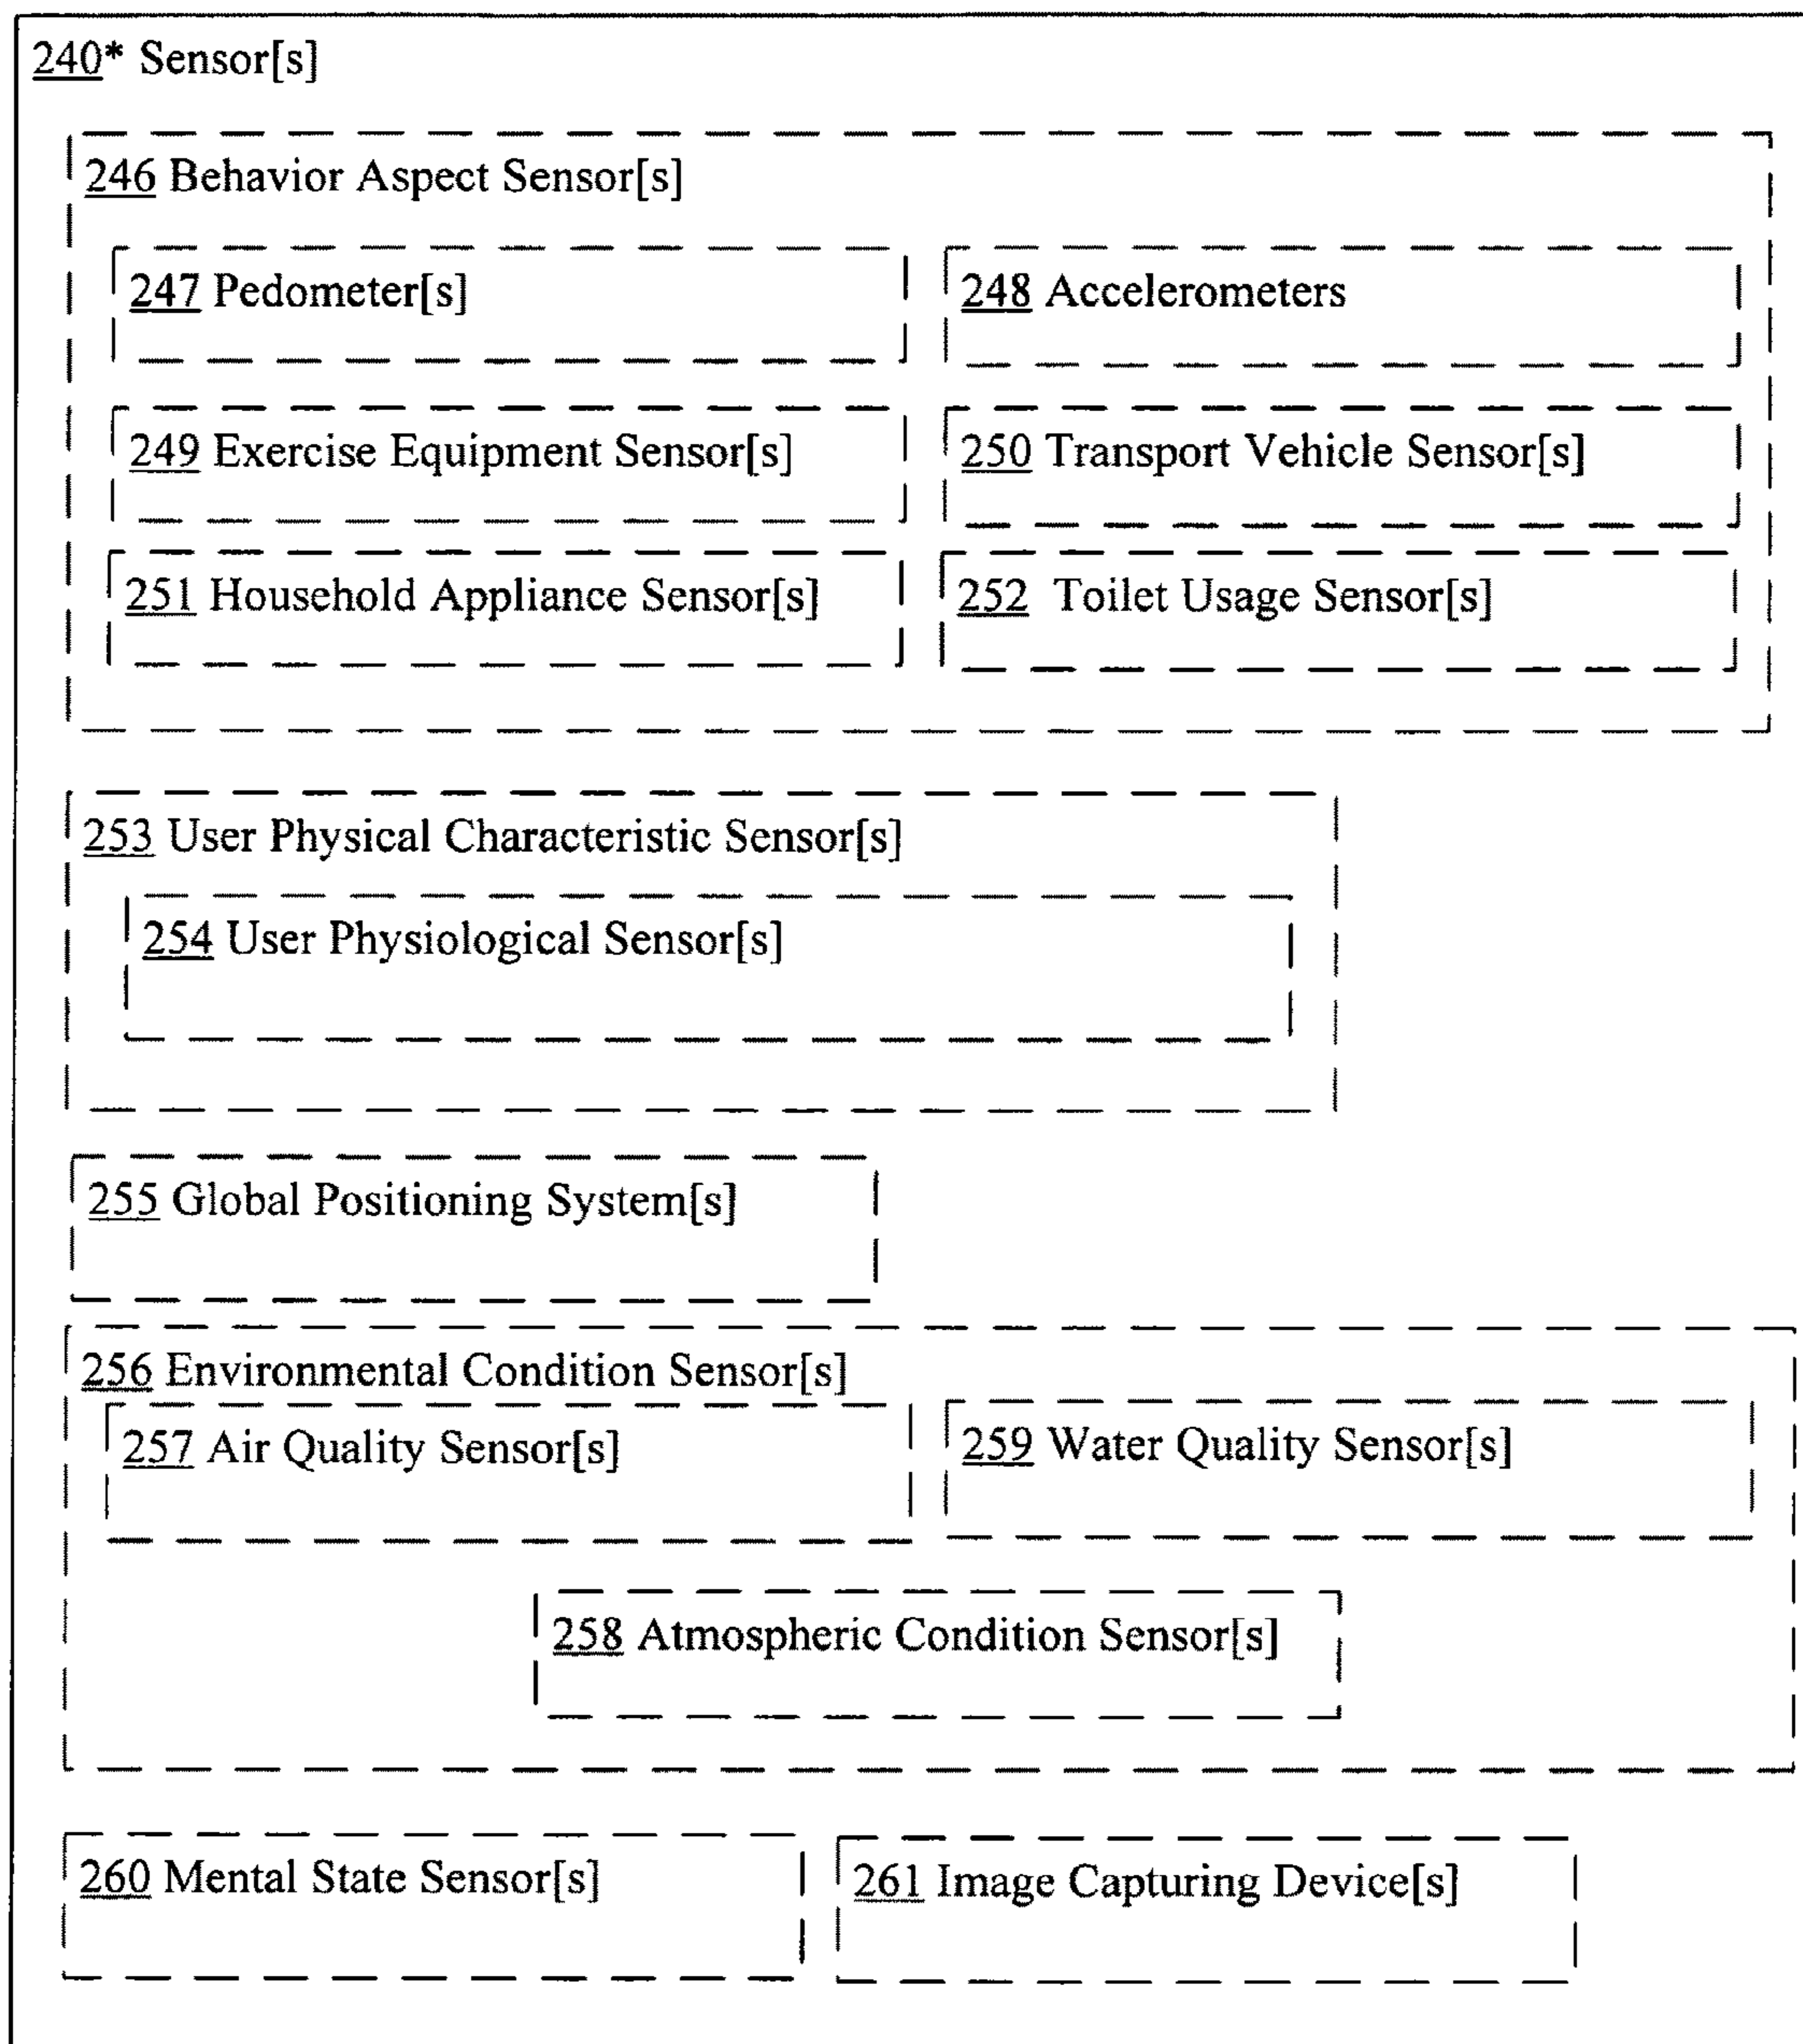 240* Sensor[s]
246 Behavior Aspect Sensor[s]
247 Pedometer[s]
248 Accelerometers
249 Exercise Equipment Sensor[s]
250 Transport Vehicle Sensor[s]
251 Household Appliance Sensor[s]
252 Toilet Usage Sensor[s]
253 User Physical Characteristic Sensor[s]
254 User Physiological Sensor[s]
255 Global Positioning System[s]
256 Environmental Condition Sensor[s]
257 Air Quality Sensor[s]
259 Water Quality Sensor[s]
258 Atmospheric Condition Sensor[s]
260 Mental State Sensor[s]
261 Image Capturing Device[s]